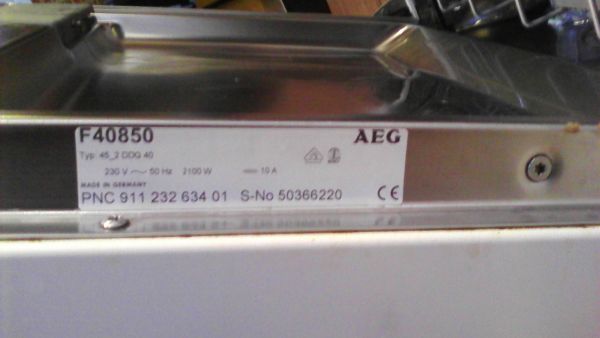 F40850 AEG
Typ: 45_2 DDG 40
230 V ~ 50 Hz 2100 W 10 A
MADE IN GERMANY
PNC 911 232 634 01 S-No 50366220 CE